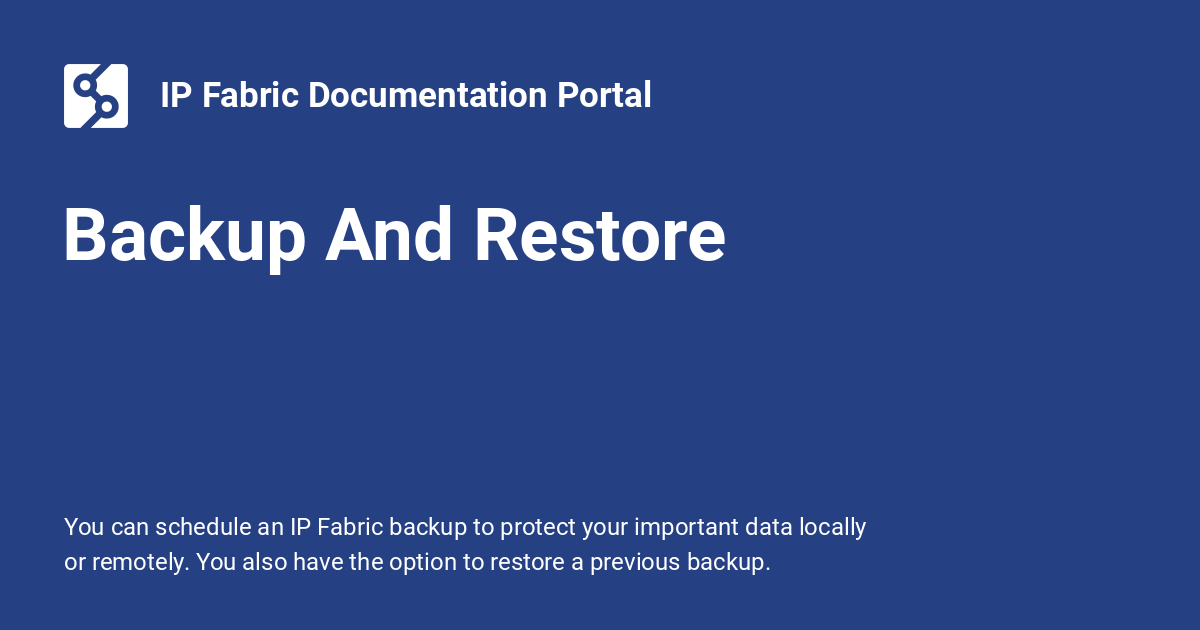 IP Fabric Documentation Portal
Backup And Restore
You can schedule an IP Fabric backup to protect your important data locally
or remotely. You also have the option to restore a previous backup.